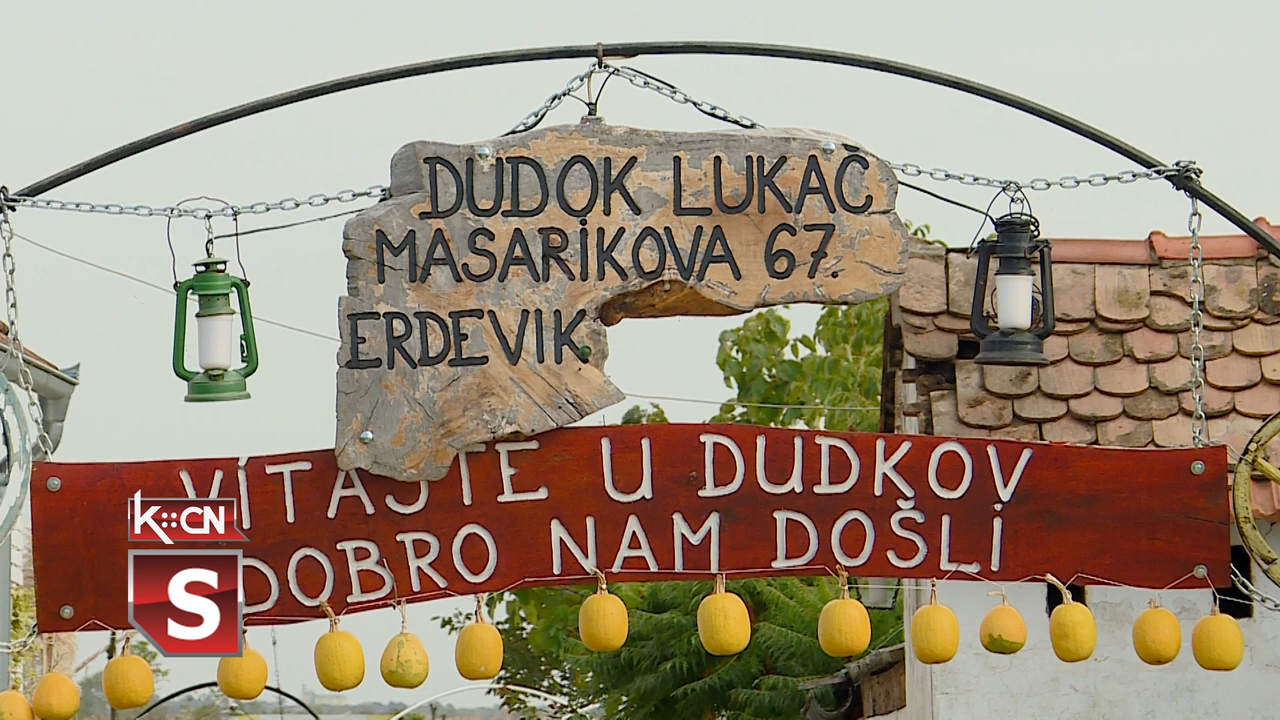 DUDOK LUKAČ
MASARIKOVA 67.
ERDEVIK
VITAJTE U DUDKOV
DOBRO NAM DOŠLI
K::CN
S